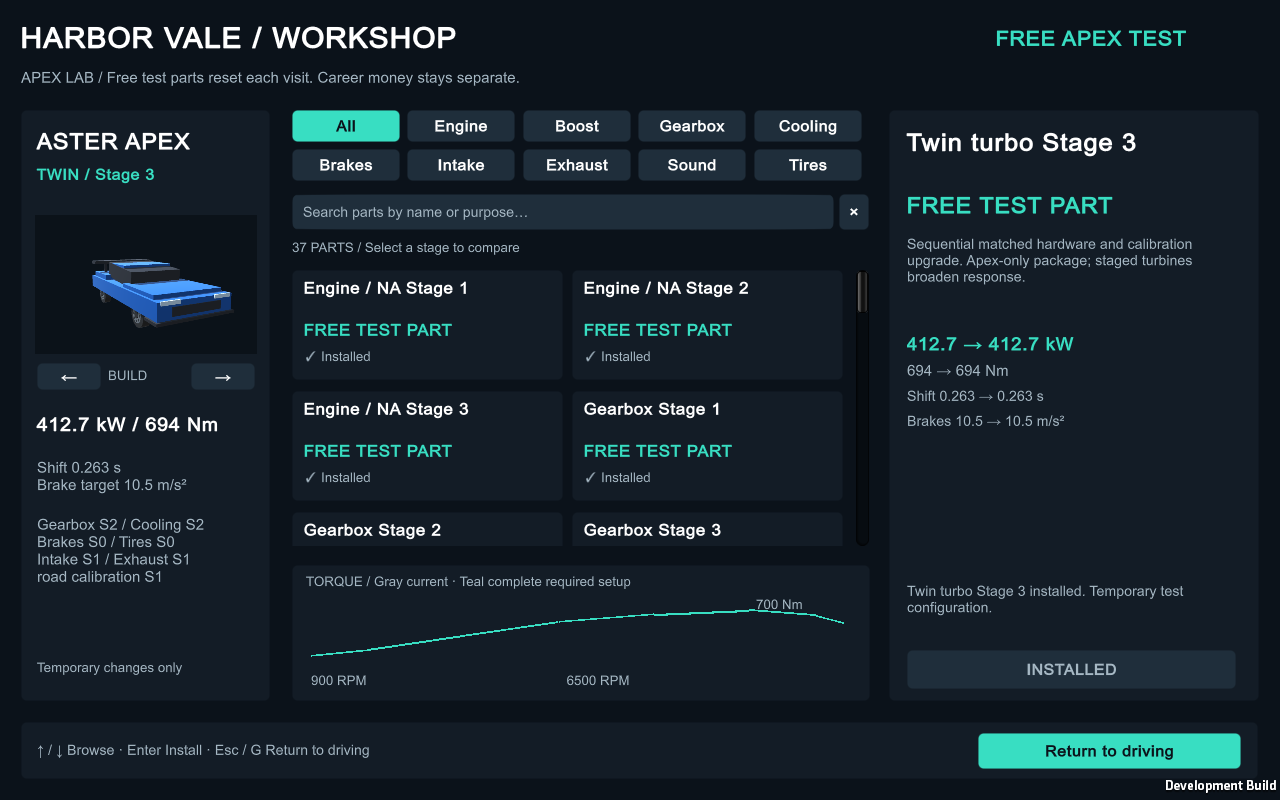 HARBOR VALE / WORKSHOP
FREE APEX TEST
APEX LAB / Free test parts reset each visit. Career money stays separate.
ASTER APEX
TWIN / Stage 3
← BUILD →
412.7 kW / 694 Nm
Shift 0.263 s
Brake target 10.5 m/s²
Gearbox S2 / Cooling S2
Brakes S0 / Tires S0
Intake S1 / Exhaust S1
road calibration S1
Temporary changes only
All Engine Boost Gearbox Cooling
Brakes Intake Exhaust Sound Tires
Search parts by name or purpose… ×
37 PARTS / Select a stage to compare
Engine / NA Stage 1
FREE TEST PART
✓ Installed
Engine / NA Stage 2
FREE TEST PART
✓ Installed
Engine / NA Stage 3
FREE TEST PART
✓ Installed
Gearbox Stage 1
FREE TEST PART
✓ Installed
Gearbox Stage 2
Gearbox Stage 3
TORQUE / Gray current · Teal complete required setup
700 Nm
900 RPM
6500 RPM
Twin turbo Stage 3
FREE TEST PART
Sequential matched hardware and calibration
upgrade. Apex-only package; staged turbines
broaden response.
412.7 → 412.7 kW
694 → 694 Nm
Shift 0.263 → 0.263 s
Brakes 10.5 → 10.5 m/s²
Twin turbo Stage 3 installed. Temporary test
configuration.
INSTALLED
↑ / ↓ Browse · Enter Install · Esc / G Return to driving
Return to driving
Development Build